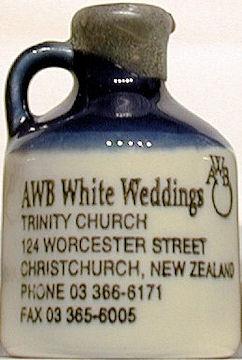 AWB
AWB White Weddings
TRINITY CHURCH
124 WORCESTER STREET
CHRISTCHURCH, NEW ZEALAND
PHONE 03 366-6171
FAX 03 365-6005